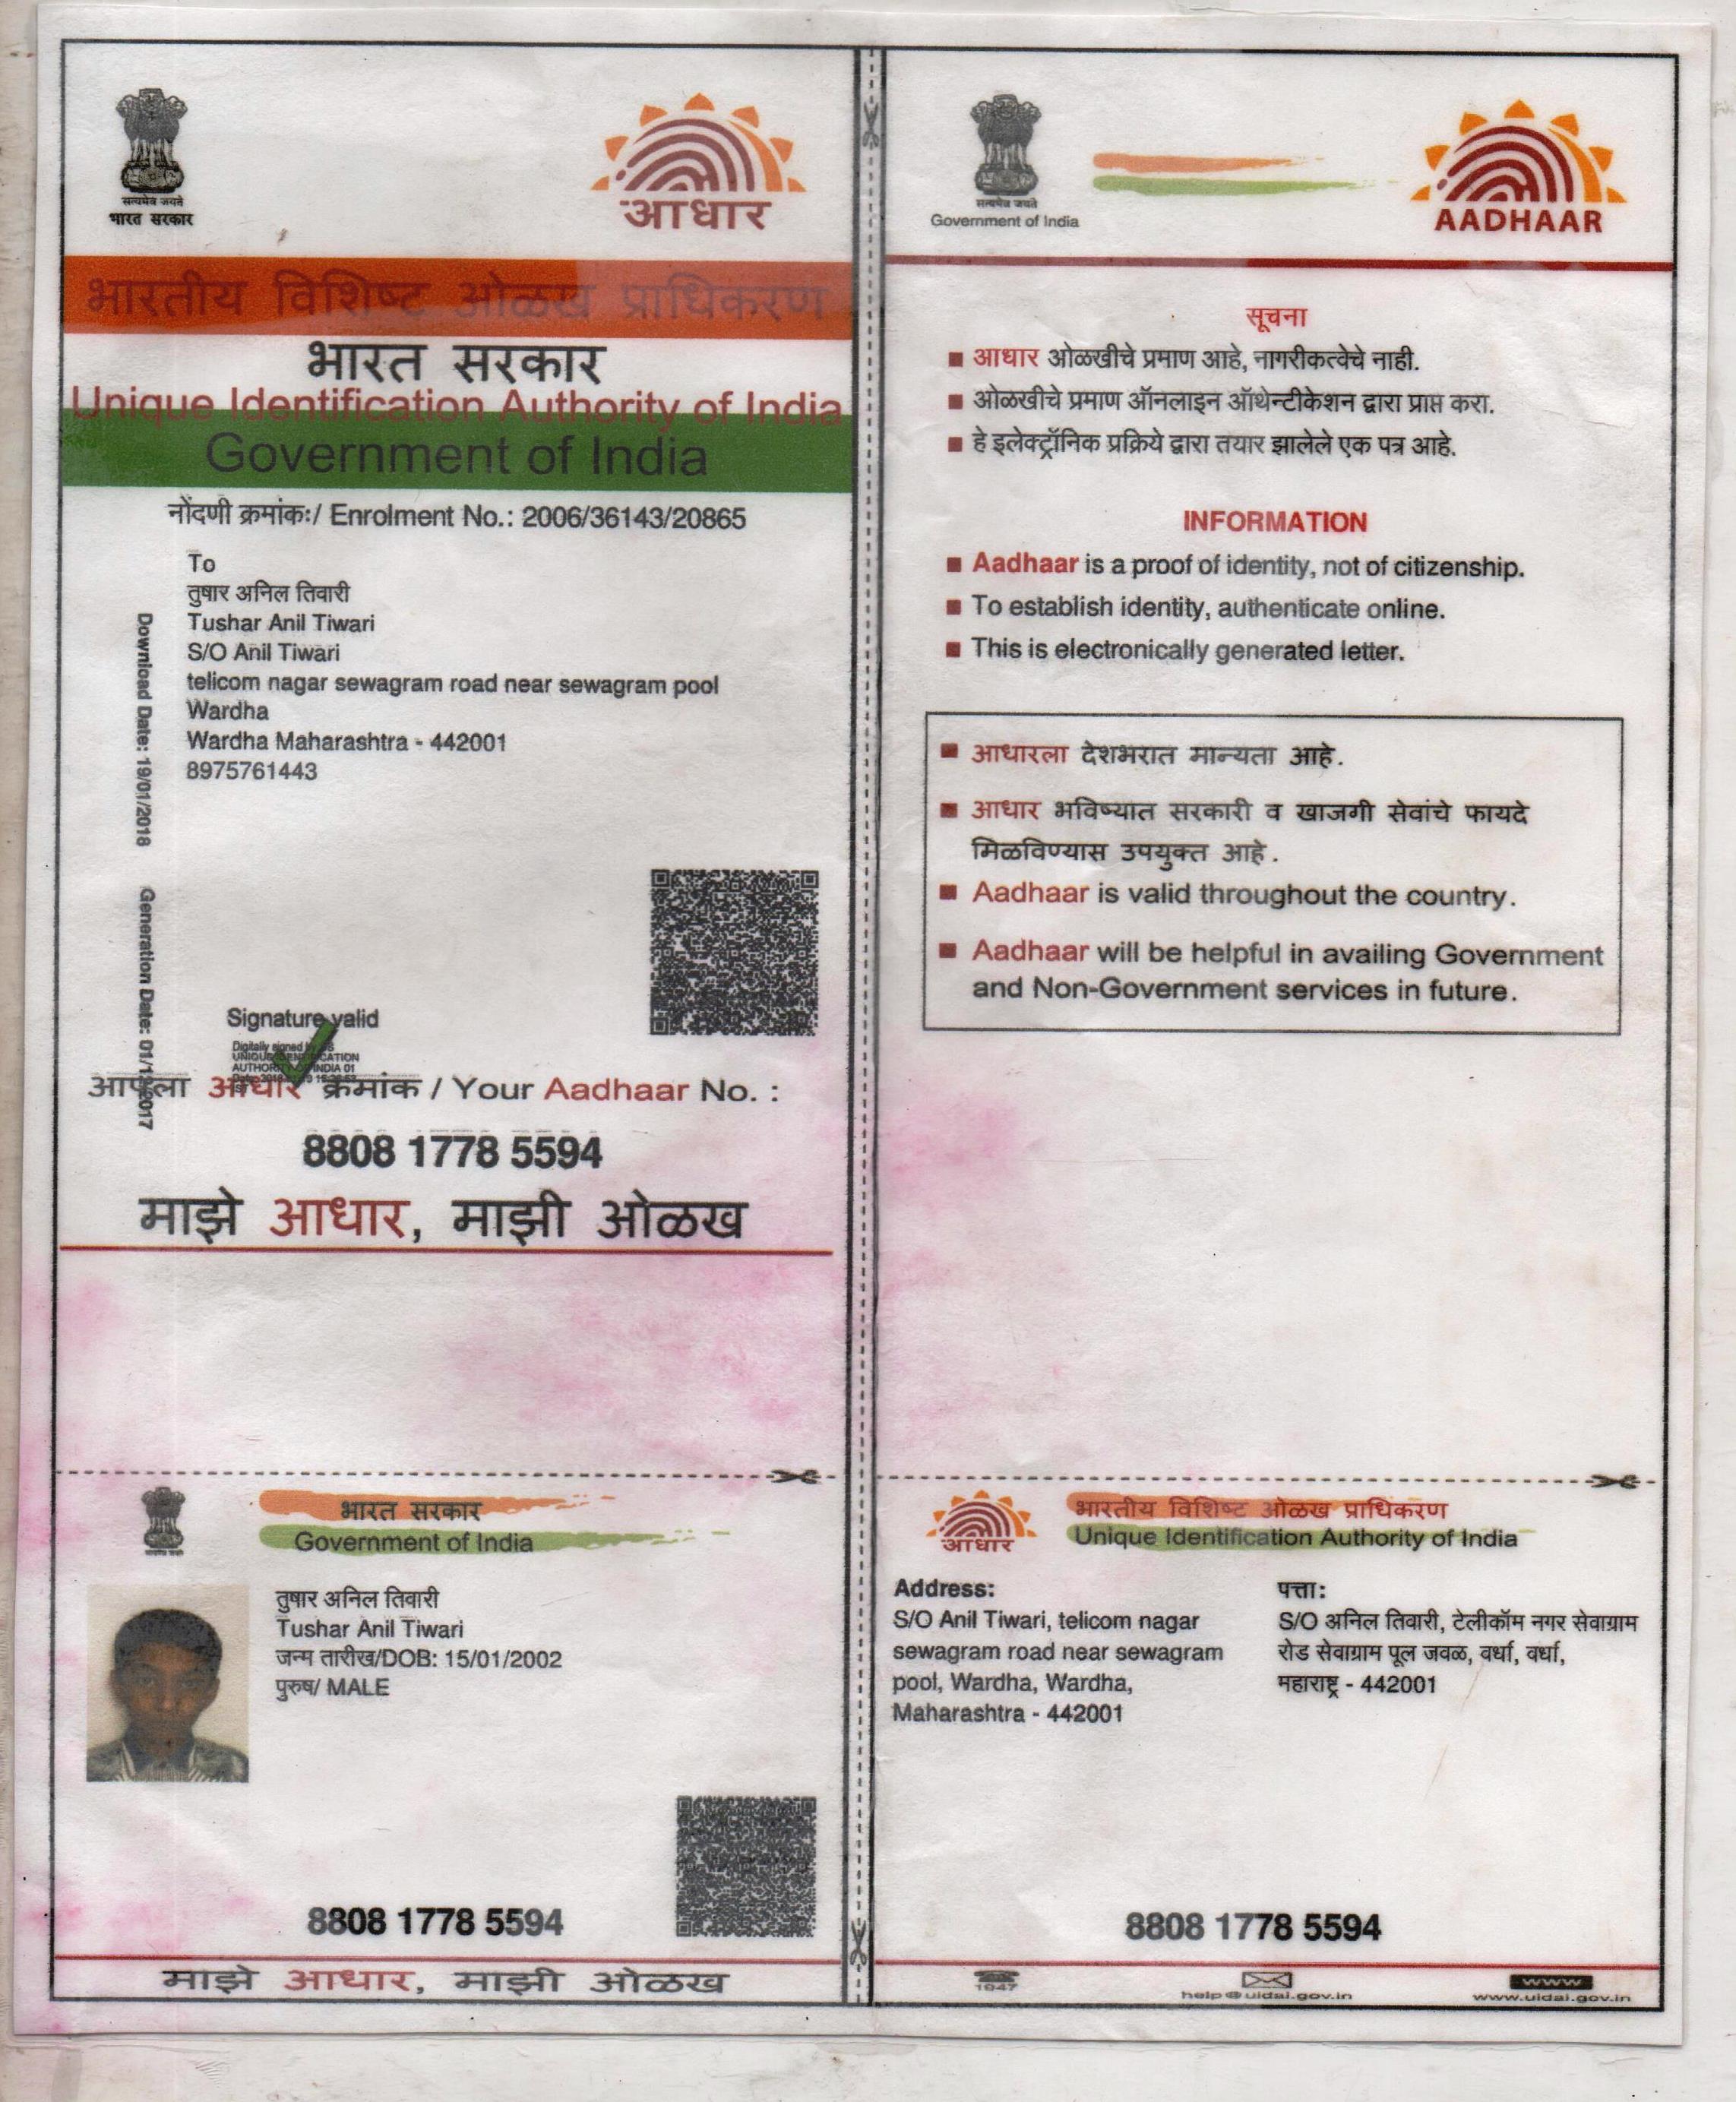 सत्यमेव जयते
भारत सरकार
आधार
भारतीय विशिष्ट ओळख प्राधिकरण
भारत सरकार
Unique Identification Authority of India
Government of India
नोंदणी क्रमांकः/ Enrolment No.: 2006/36143/20865
To
तुषार अनिल तिवारी
Tushar Anil Tiwari
S/O Anil Tiwari
telicom nagar sewagram road near sewagram pool
Wardha
Wardha Maharashtra - 442001
8975761443
Download Date: 19/01/2018
Generation Date: 01/
Signature valid
Digitally signed by DS
UNIQUE IDENTIFICATION
AUTHORITY OF INDIA 01
आपला आधार क्रमांक / Your Aadhaar No. :
8808 1778 5594
माझे आधार, माझी ओळख
सत्यमेव जयते
Government of India
AADHAAR
सूचना
■ आधार ओळखीचे प्रमाण आहे, नागरीकत्वेचे नाही.
■ ओळखीचे प्रमाण ऑनलाइन ऑथेन्टीकेशन द्वारा प्राप्त करा.
■ हे इलेक्ट्रॉनिक प्रक्रिये द्वारा तयार झालेले एक पत्र आहे.
INFORMATION
■ Aadhaar is a proof of identity, not of citizenship.
■ To establish identity, authenticate online.
■ This is electronically generated letter.
■ आधारला देशभरात मान्यता आहे.
■ आधार भविष्यात सरकारी व खाजगी सेवांचे फायदे
मिळविण्यास उपयुक्त आहे.
■ Aadhaar is valid throughout the country.
■ Aadhaar will be helpful in availing Government
and Non-Government services in future.
भारत सरकार
Government of India
तुषार अनिल तिवारी
Tushar Anil Tiwari
जन्म तारीख/DOB: 15/01/2002
पुरुष/ MALE
8808 1778 5594
माझे आधार, माझी ओळख
आधार
भारतीय विशिष्ट ओळख प्राधिकरण
Unique Identification Authority of India
Address:
S/O Anil Tiwari, telicom nagar
sewagram road near sewagram
pool, Wardha, Wardha,
Maharashtra - 442001
पत्ता:
S/O अनिल तिवारी, टेलीकॉम नगर सेवाग्राम
रोड सेवाग्राम पूल जवळ, वर्धा, वर्धा,
महाराष्ट्र - 442001
8808 1778 5594
1947
help@uidai.gov.in
www
www.uidai.gov.in